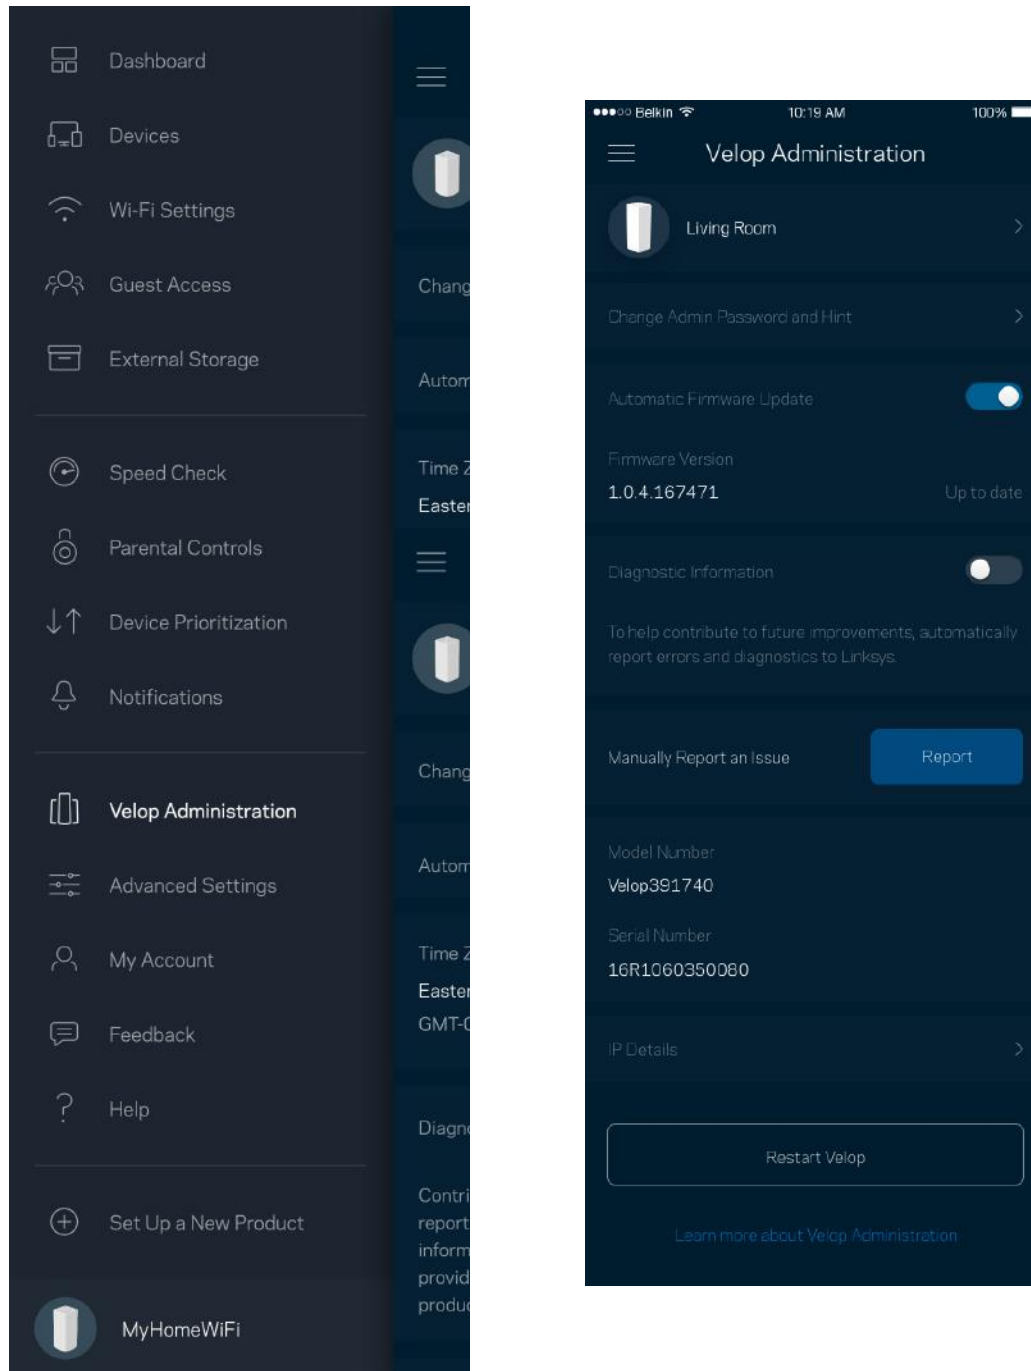 Dashboard
Devices
Wi-Fi Settings
Guest Access
External Storage
Speed Check
Parental Controls
Device Prioritization
Notifications
Velop Administration
Advanced Settings
My Account
Feedback
Help
Set Up a New Product
MyHomeWiFi
Chang
Autom
Time Z
Easter
Chang
Autom
Time Z
Easter
GMT-0
Diagno
Contri
report
inform
provid
produc
Belkin 10:19 AM 100%
Velop Administration
Living Room
Change Admin Password and Hint
Automatic Firmware Update
Firmware Version
1.0.4.167471 Up to date
Diagnostic Information
To help contribute to future improvements, automatically
report errors and diagnostics to Linksys.
Manually Report an Issue Report
Model Number
Velop391740
Serial Number
16R1060350080
IP Details
Restart Velop
Learn more about Velop Administration